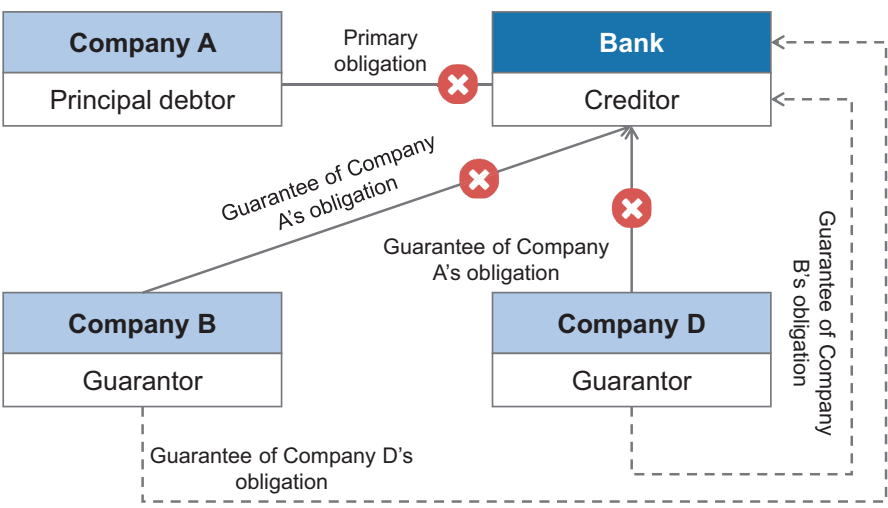 Company A
Principal debtor
Primary
obligation
Bank
Creditor
Guarantee of Company
A's obligation
Guarantee of Company
A's obligation
Guarantee of Company
B's obligation
Company B
Guarantor
Company D
Guarantor
Guarantee of Company D's
obligation